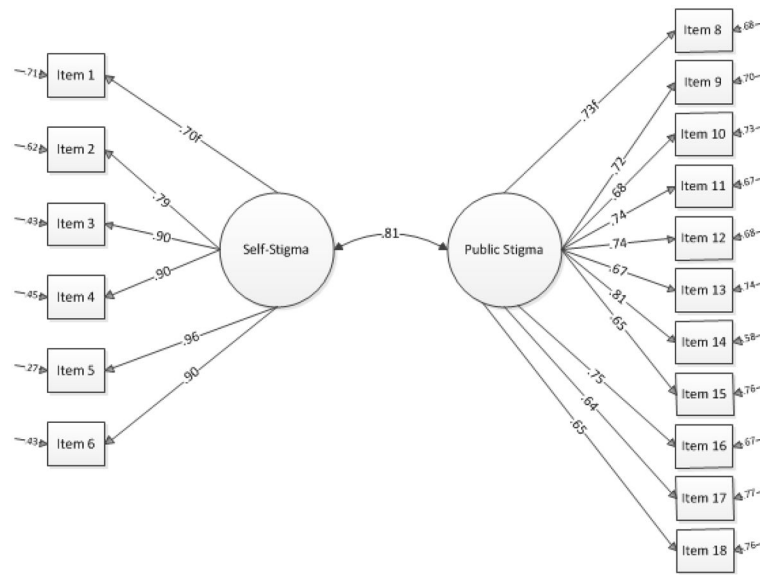 Item 1
Item 2
Item 3
Item 4
Item 5
Item 6
.71
.62
.43
.45
.27
.43
.70f
.79
.90
.90
.96
.90
Self-Stigma
.81
Public Stigma
.73f
.72
.68
.74
.74
.67
.81
.65
.75
.64
.65
Item 8
Item 9
Item 10
Item 11
Item 12
Item 13
Item 14
Item 15
Item 16
Item 17
Item 18
.68
.70
.73
.67
.68
.74
.58
.76
.67
.77
.76